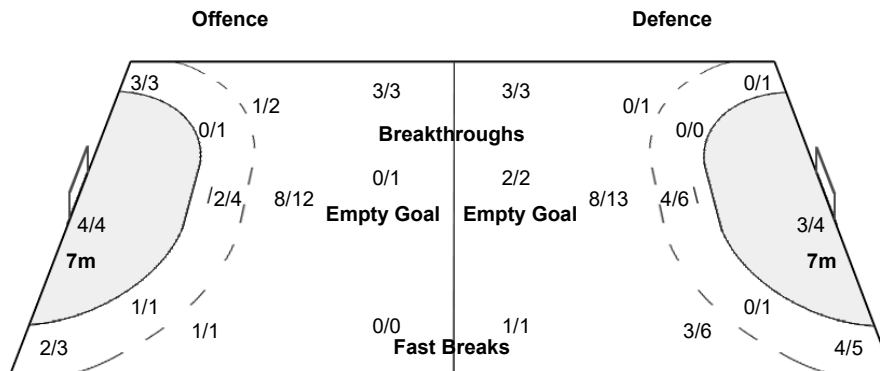 Offence Defence
3/3 3/3 3/3 0/1
1/2 0/1
0/1 Breakthroughs 0/0
0/1 2/2
2/4 8/12 8/13 4/6
Empty Goal Empty Goal
4/4 3/4
7m 7m
1/1 0/1
1/1 0/0 1/1 3/6
2/3 Fast Breaks 4/5